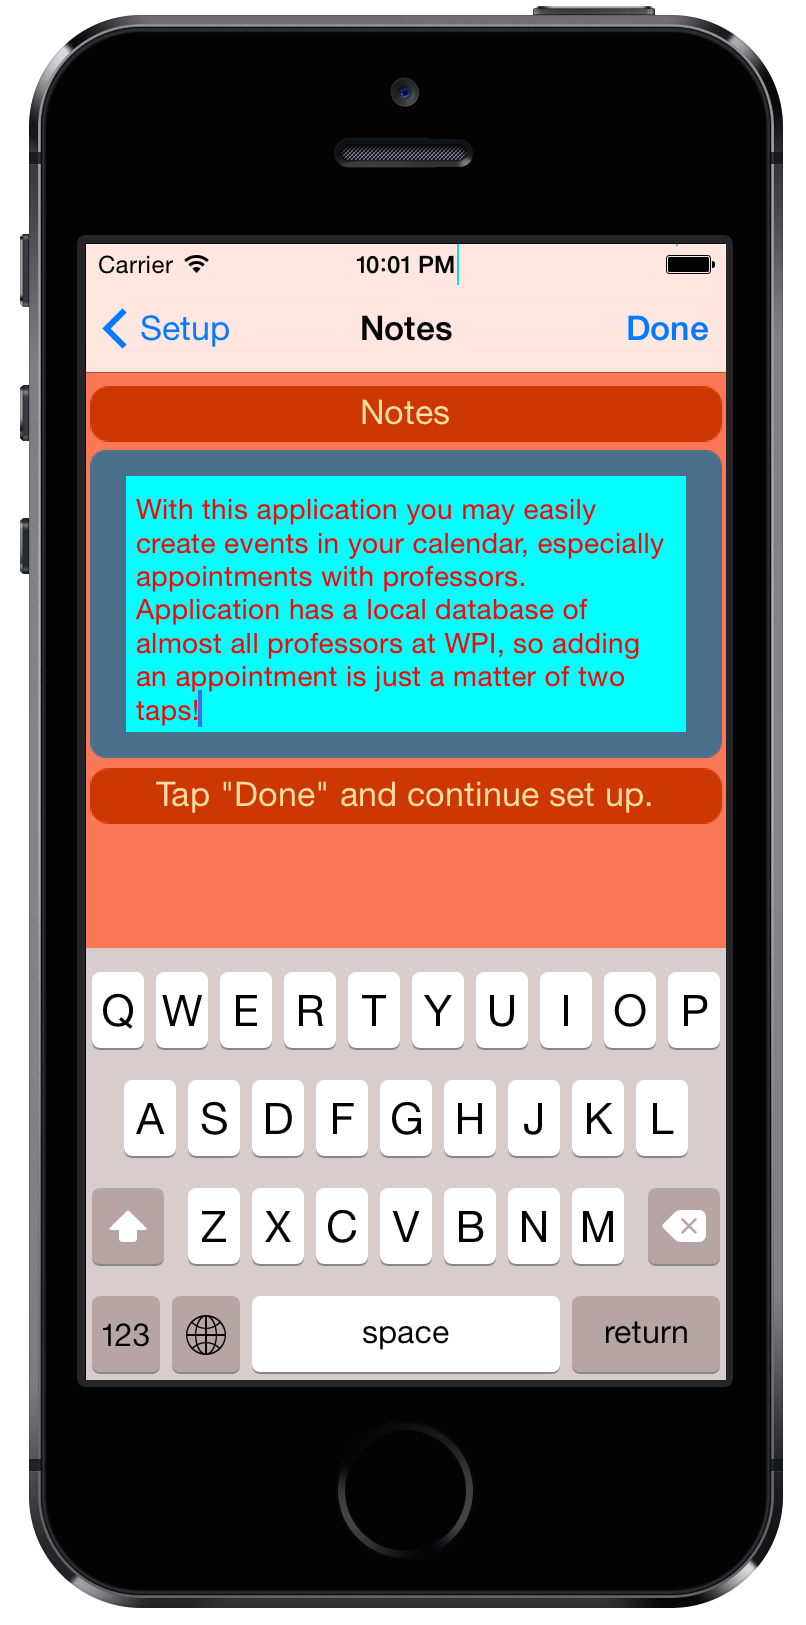 Carrier 10:01 PM
Setup Notes Done
Notes
With this application you may easily
create events in your calendar, especially
appointments with professors.
Application has a local database of
almost all professors at WPI, so adding
an appointment is just a matter of two
taps!
Tap "Done" and continue set up.
Q W E R T Y U I O P
A S D F G H J K L
Z X C V B N M
123 space return